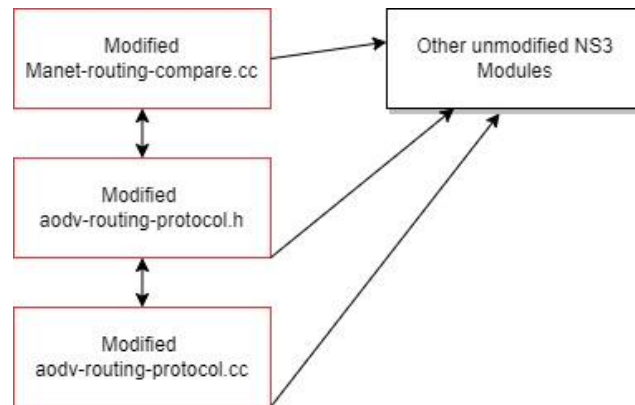 Modified
Manet-routing-compare.cc
Other unmodified NS3
Modules
Modified
aodv-routing-protocol.h
Modified
aodv-routing-protocol.cc